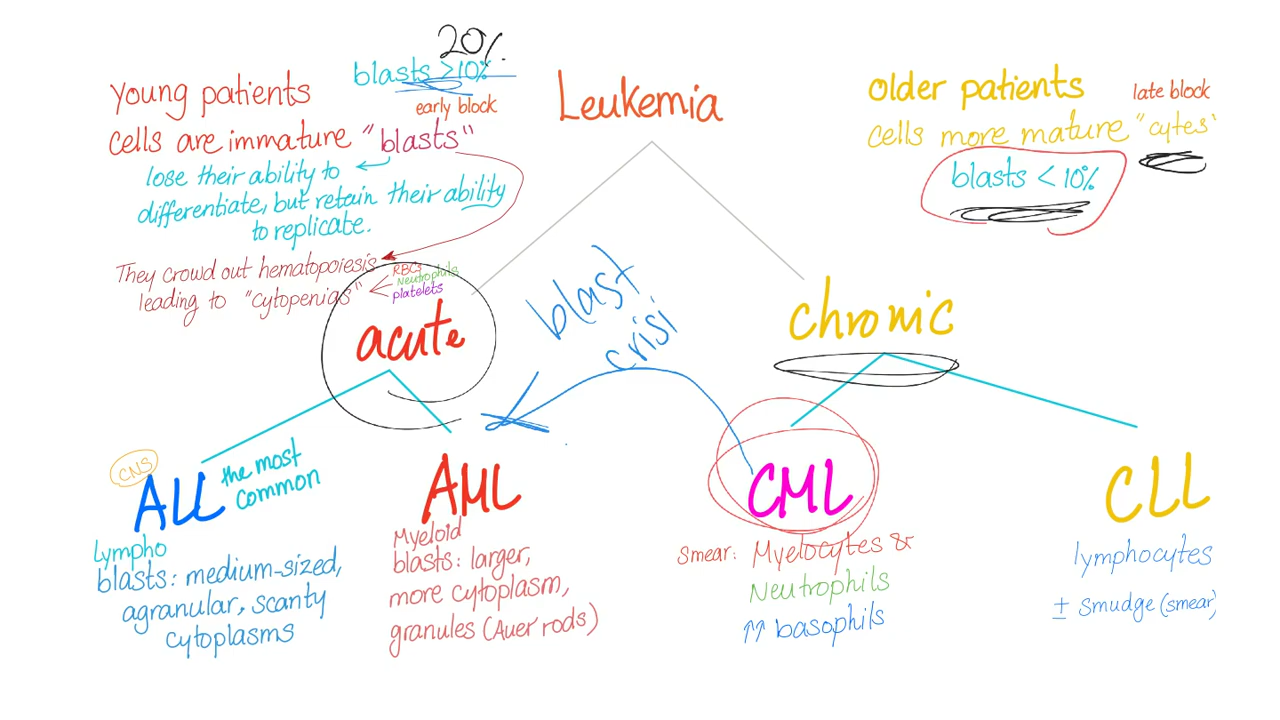 20%
blasts ≥10%
early block
Young patients
cells are immature "blasts"
lose their ability to
differentiate, but retain their ability
to replicate.
They crowd out hematopoiesis
leading to "cytopenias"
RBCs
Neutrophils
platelets
Leukemia
older patients
late block
cells more mature "cytes"
blasts < 10%
acute
blast
crisi
chronic
CNS
ALL
the most
common
Lympho
blasts: medium-sized,
agranular, scanty
cytoplasms
AML
Myeloid
blasts: larger,
more cytoplasm,
granules (Auer rods)
CML
Smear: Myelocytes &
Neutrophils
↑↑ basophils
CLL
lymphocytes
± Smudge (smear)